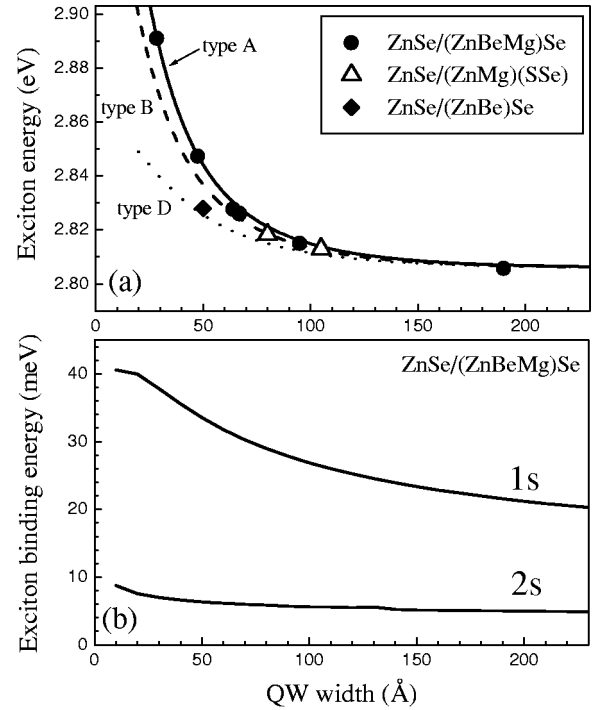 2.90
2.88
2.86
2.84
2.82
2.80
Exciton energy (eV)
type A
type B
type D
ZnSe/(ZnBeMg)Se
ZnSe/(ZnMg)(SSe)
ZnSe/(ZnBe)Se
(a)
0 50 100 150 200
40
30
20
10
0
Exciton binding energy (meV)
ZnSe/(ZnBeMg)Se
1s
2s
(b)
0 50 100 150 200
QW width (Å)